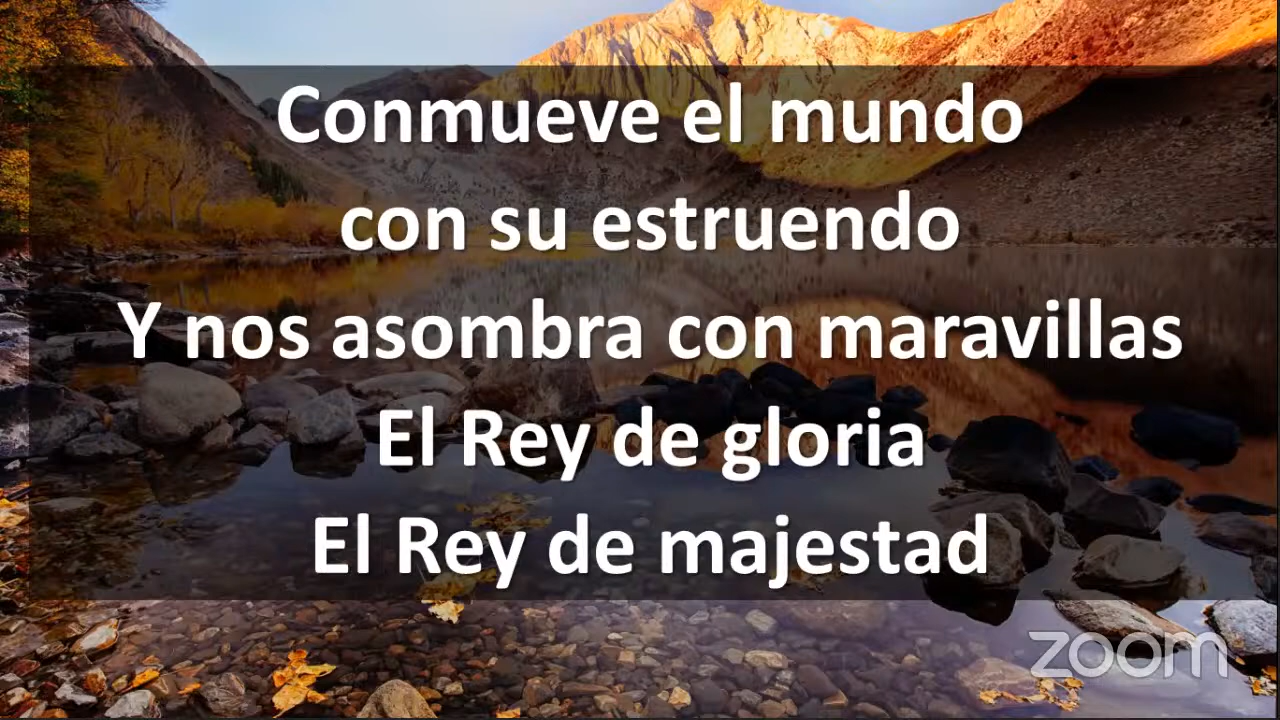 Conmueve el mundo
con su estruendo
Y nos asombra con maravillas
El Rey de gloria
El Rey de majestad
zoom